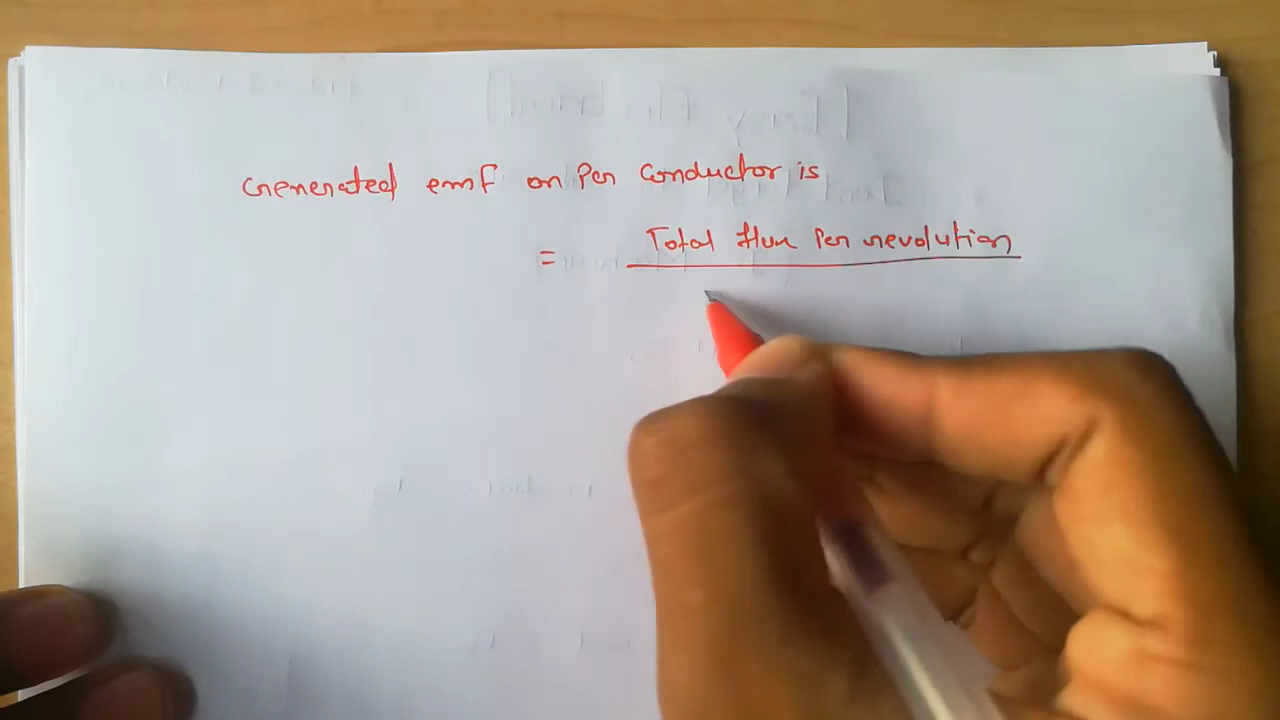 Generated emf on Per Conductor is
= Total flux Per revolution